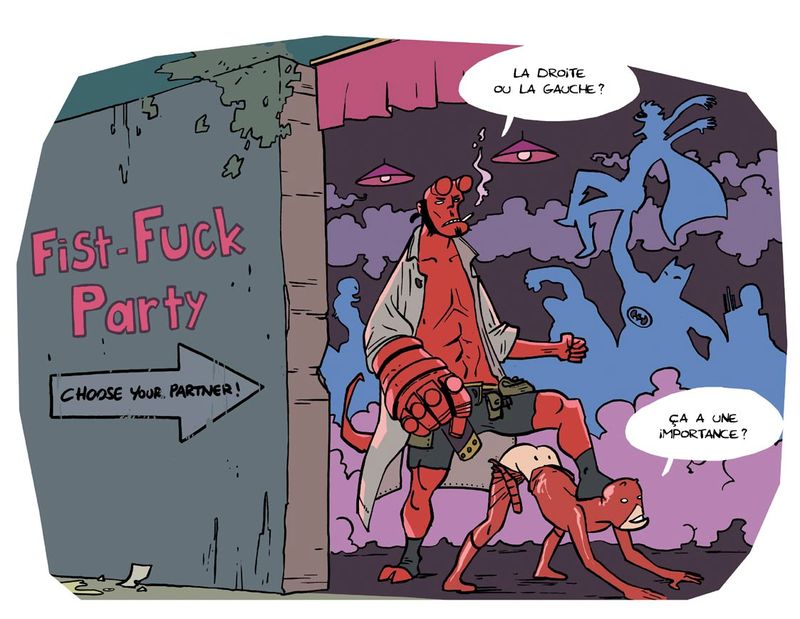 LA DROITE
OU LA GAUCHE?
FIST-FUCK
PARTY
CHOOSE YOUR PARTNER!
ÇA A UNE
IMPORTANCE?